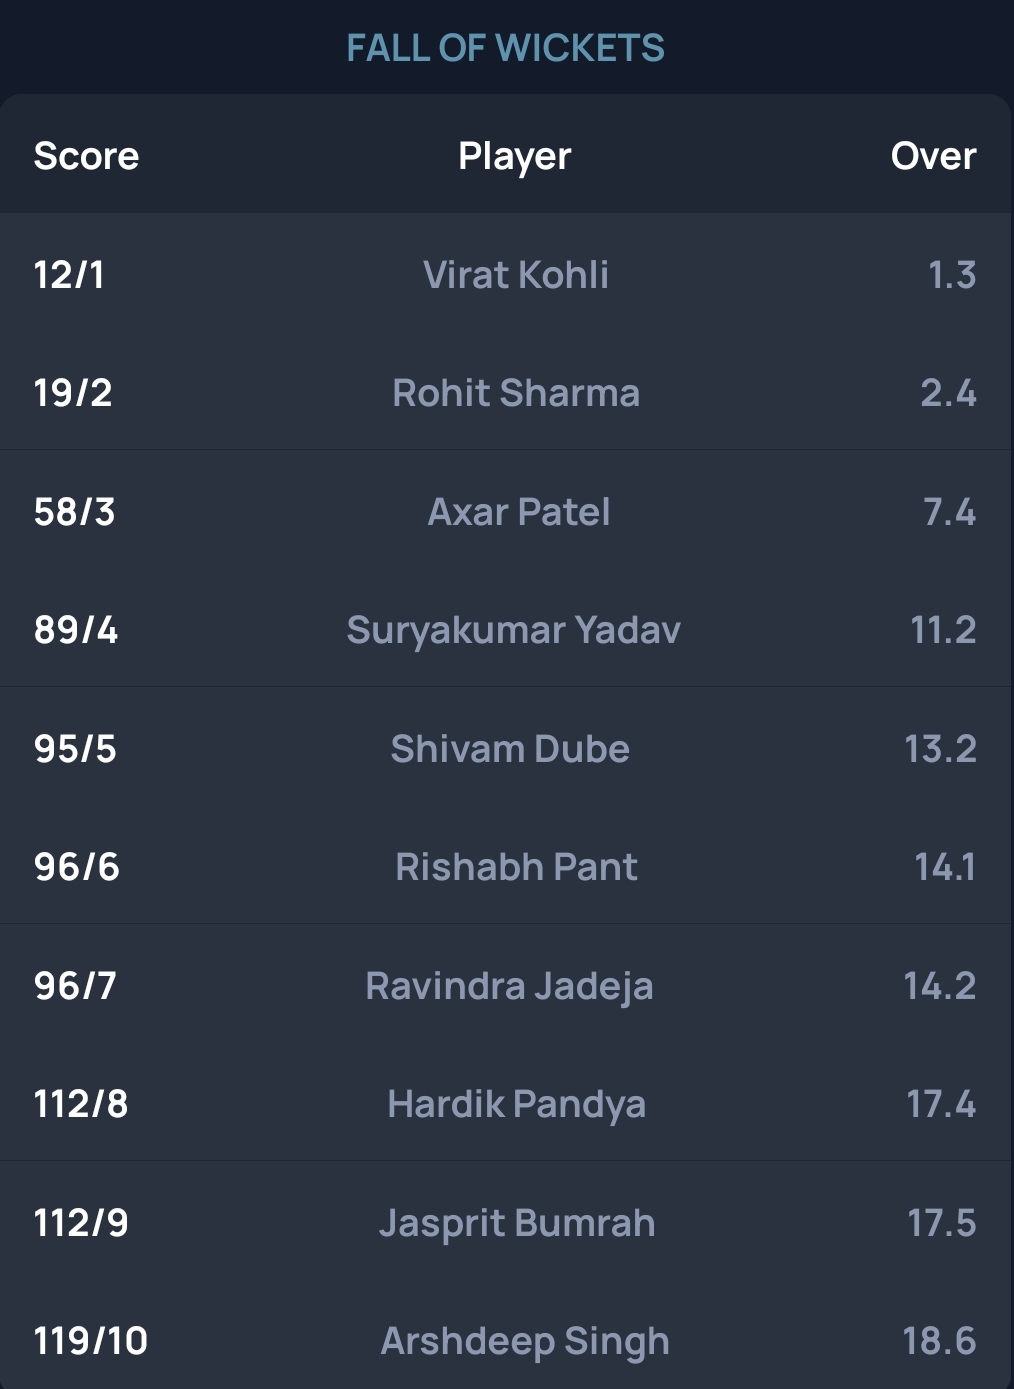 FALL OF WICKETS
Score Player Over
12/1 Virat Kohli 1.3
19/2 Rohit Sharma 2.4
58/3 Axar Patel 7.4
89/4 Suryakumar Yadav 11.2
95/5 Shivam Dube 13.2
96/6 Rishabh Pant 14.1
96/7 Ravindra Jadeja 14.2
112/8 Hardik Pandya 17.4
112/9 Jasprit Bumrah 17.5
119/10 Arshdeep Singh 18.6